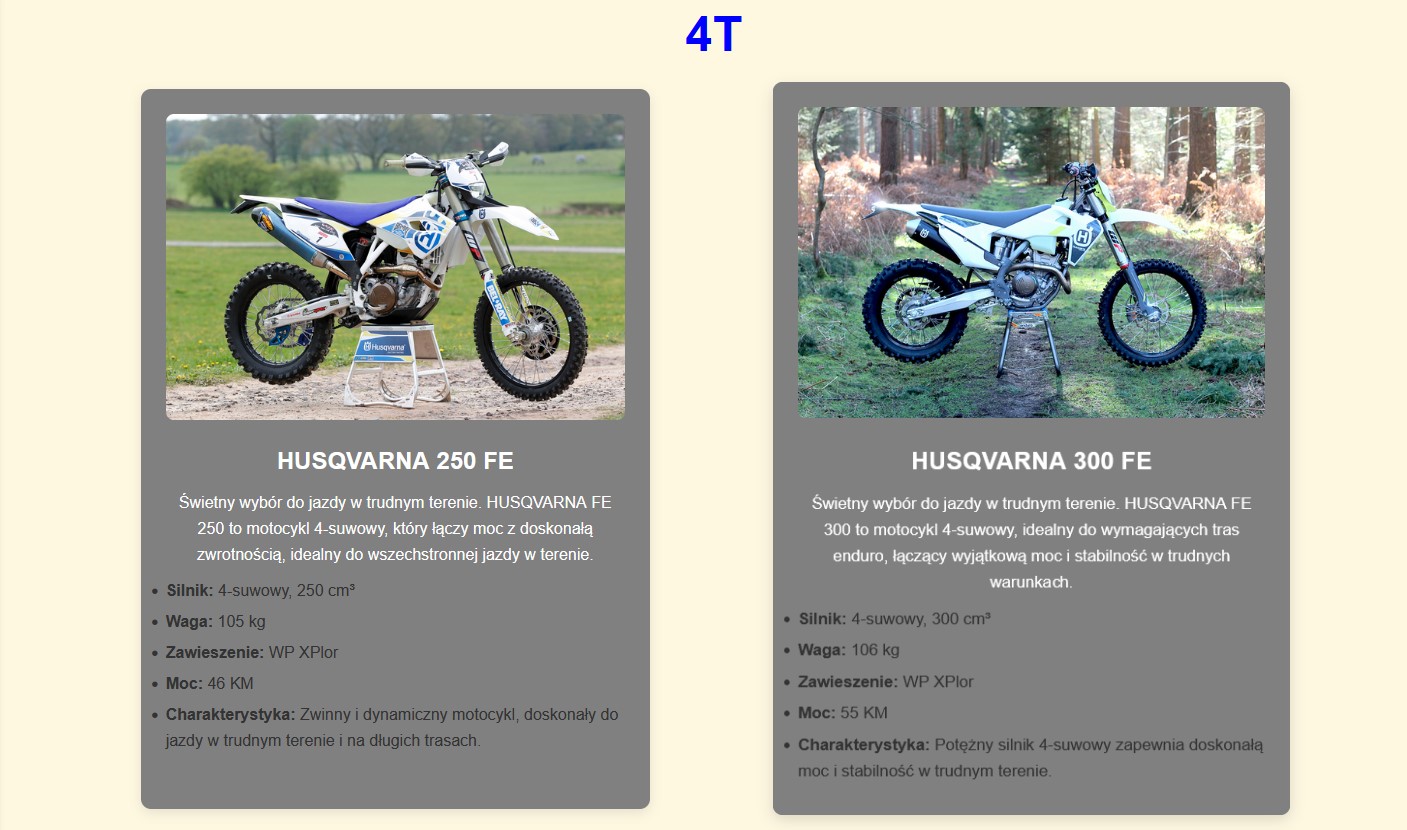 4T
Husqvarna
HUSQVARNA 250 FE
Świetny wybór do jazdy w trudnym terenie. HUSQVARNA FE
250 to motocykl 4-suwowy, który łączy moc z doskonałą
zwrotnością, idealny do wszechstronnej jazdy w terenie.
• Silnik: 4-suwowy, 250 cm³
• Waga: 105 kg
• Zawieszenie: WP XPlor
• Moc: 46 KM
• Charakterystyka: Zwinny i dynamiczny motocykl, doskonały do
jazdy w trudnym terenie i na długich trasach.
HUSQVARNA 300 FE
Świetny wybór do jazdy w trudnym terenie. HUSQVARNA FE
300 to motocykl 4-suwowy, idealny do wymagających tras
enduro, łączący wyjątkową moc i stabilność w trudnych
warunkach.
• Silnik: 4-suwowy, 300 cm³
• Waga: 106 kg
• Zawieszenie: WP XPlor
• Moc: 55 KM
• Charakterystyka: Potężny silnik 4-suwowy zapewnia doskonałą
moc i stabilność w trudnym terenie.